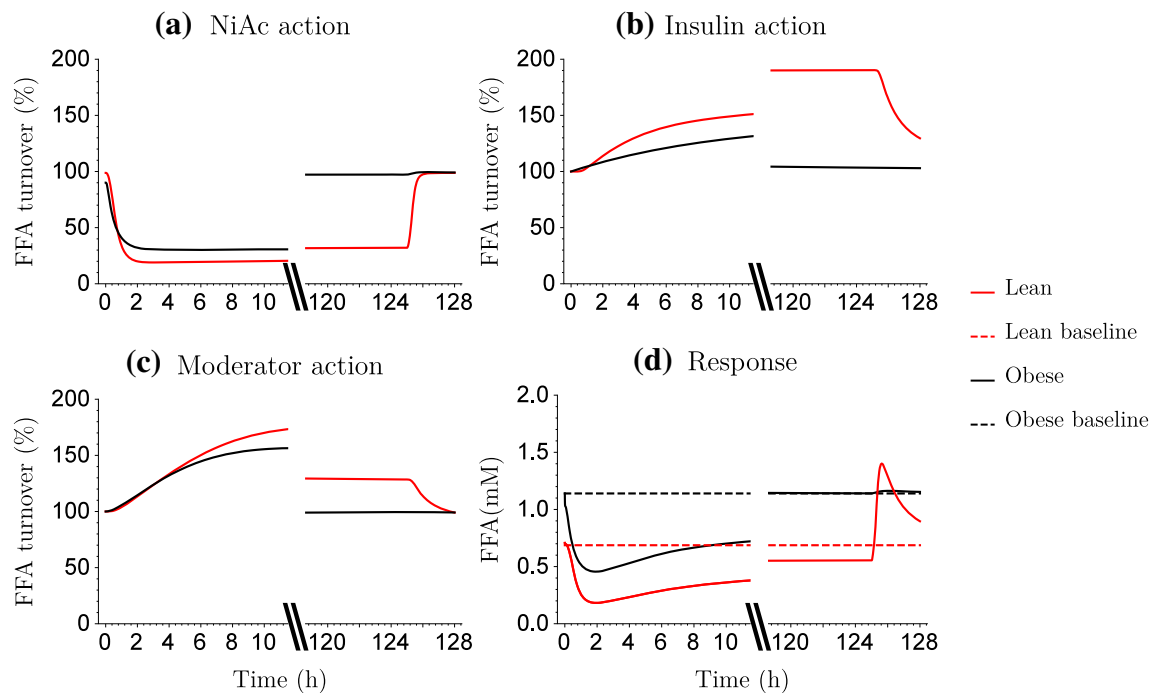 (a) NiAc action
FFA turnover (%)
200
150
100
50
0
0 2 4 6 8 10 120 124 128
(b) Insulin action
FFA turnover (%)
200
150
100
50
0
0 2 4 6 8 10 120 124 128
(c) Moderator action
FFA turnover (%)
200
150
100
50
0
0 2 4 6 8 10 120 124 128
Time (h)
(d) Response
FFA(mM)
2.0
1.5
1.0
0.5
0.0
0 2 4 6 8 10 120 124 128
Time (h)
Lean
Lean baseline
Obese
Obese baseline